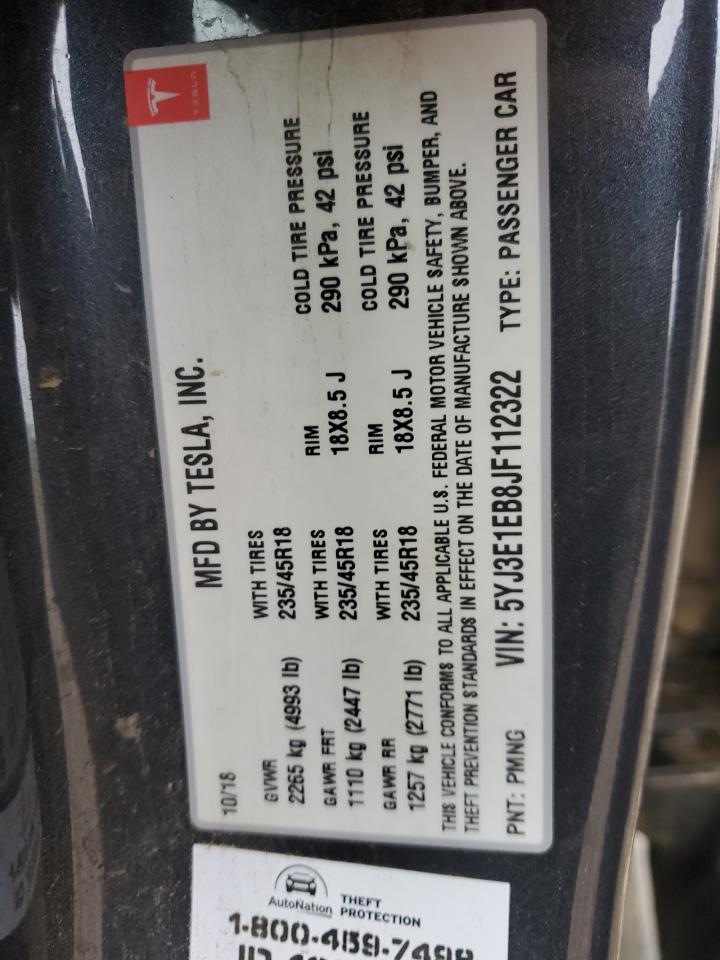 TESLA
MFD BY TESLA, INC.
10/18
GVWR WITH TIRES RIM COLD TIRE PRESSURE
2265 kg (4993 lb) 235/45R18 18X8.5 J 290 kPa, 42 psi
GAWR FRT WITH TIRES RIM COLD TIRE PRESSURE
1110 kg (2447 lb) 235/45R18 18X8.5 J 290 kPa, 42 psi
GAWR RR WITH TIRES
1257 kg (2771 lb) 235/45R18
THIS VEHICLE CONFORMS TO ALL APPLICABLE U.S. FEDERAL MOTOR VEHICLE SAFETY, BUMPER, AND
THEFT PREVENTION STANDARDS IN EFFECT ON THE DATE OF MANUFACTURE SHOWN ABOVE.
PNT: PMNG VIN: 5YJ3E1EB8JF112322 TYPE: PASSENGER CAR
AutoNation THEFT
PROTECTION
1-800-459-7498